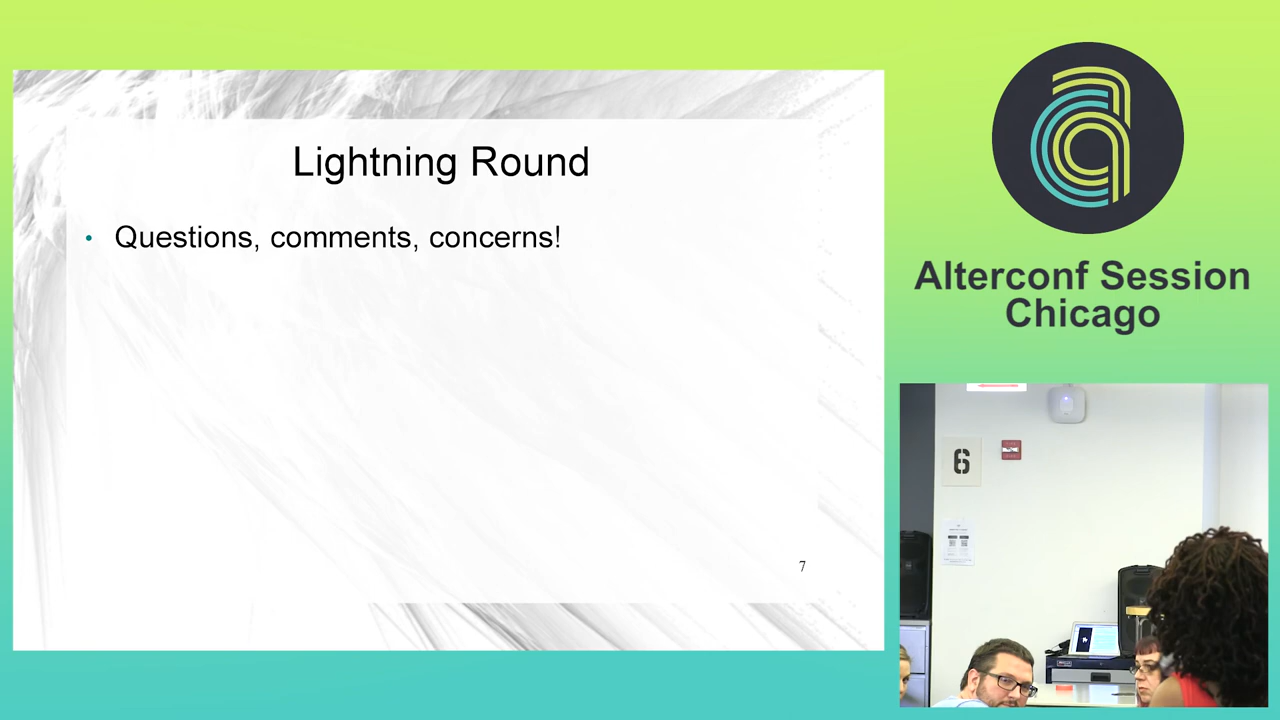 Lightning Round
• Questions, comments, concerns!
7
Alterconf Session
Chicago
6